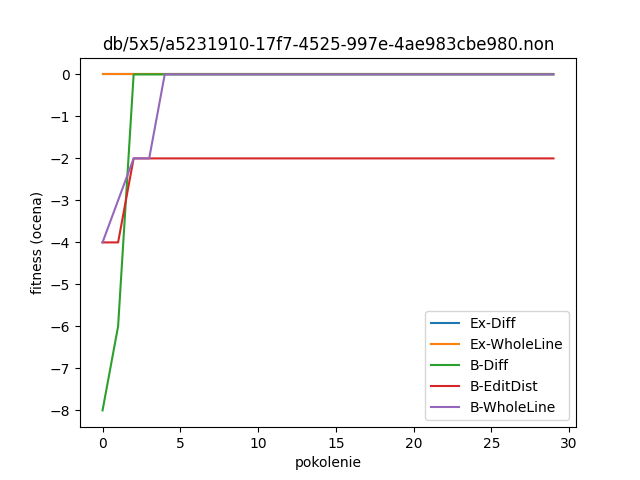 db/5x5/a5231910-17f7-4525-997e-4ae983cbe980.non
0
−1
−2
−3
−4
−5
−6
−7
−8
fitness (ocena)
Ex-Diff
Ex-WholeLine
B-Diff
B-EditDist
B-WholeLine
0 5 10 15 20 25 30
pokolenie